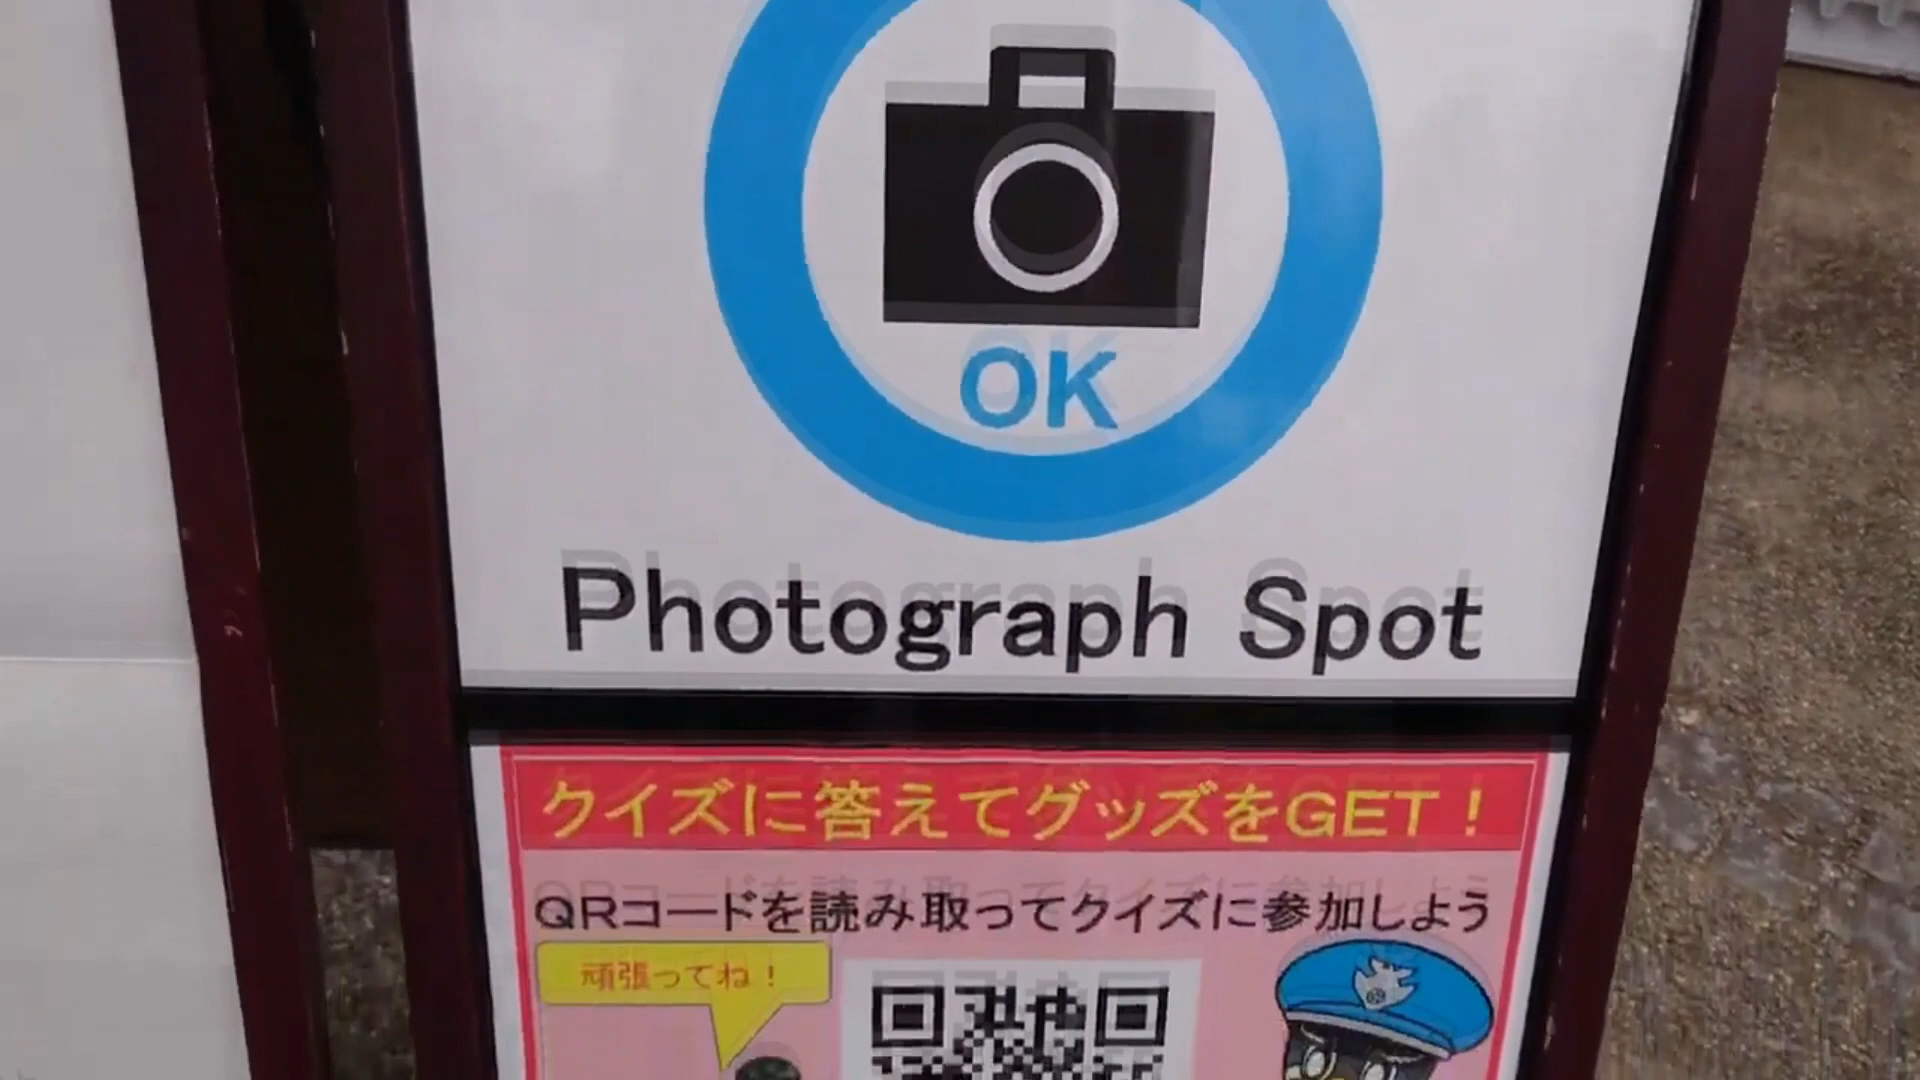 OK
Photograph Spot
クイズに答えてグッズをGET！
QRコードを読み取ってクイズに参加しよう
頑張ってね！